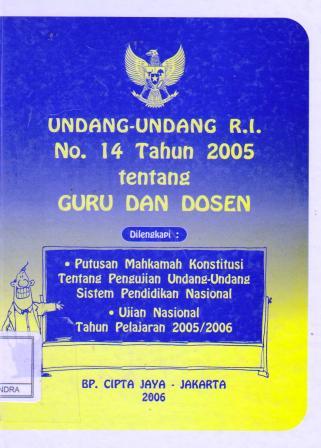 UNDANG-UNDANG R.I.
No. 14 Tahun 2005
tentang
GURU DAN DOSEN
Dilengkapi :
• Putusan Mahkamah Konstitusi
Tentang Pengujian Undang-Undang
Sistem Pendidikan Nasional
• Ujian Nasional
Tahun Pelajaran 2005/2006
NDRA
BP. CIPTA JAYA - JAKARTA
2006